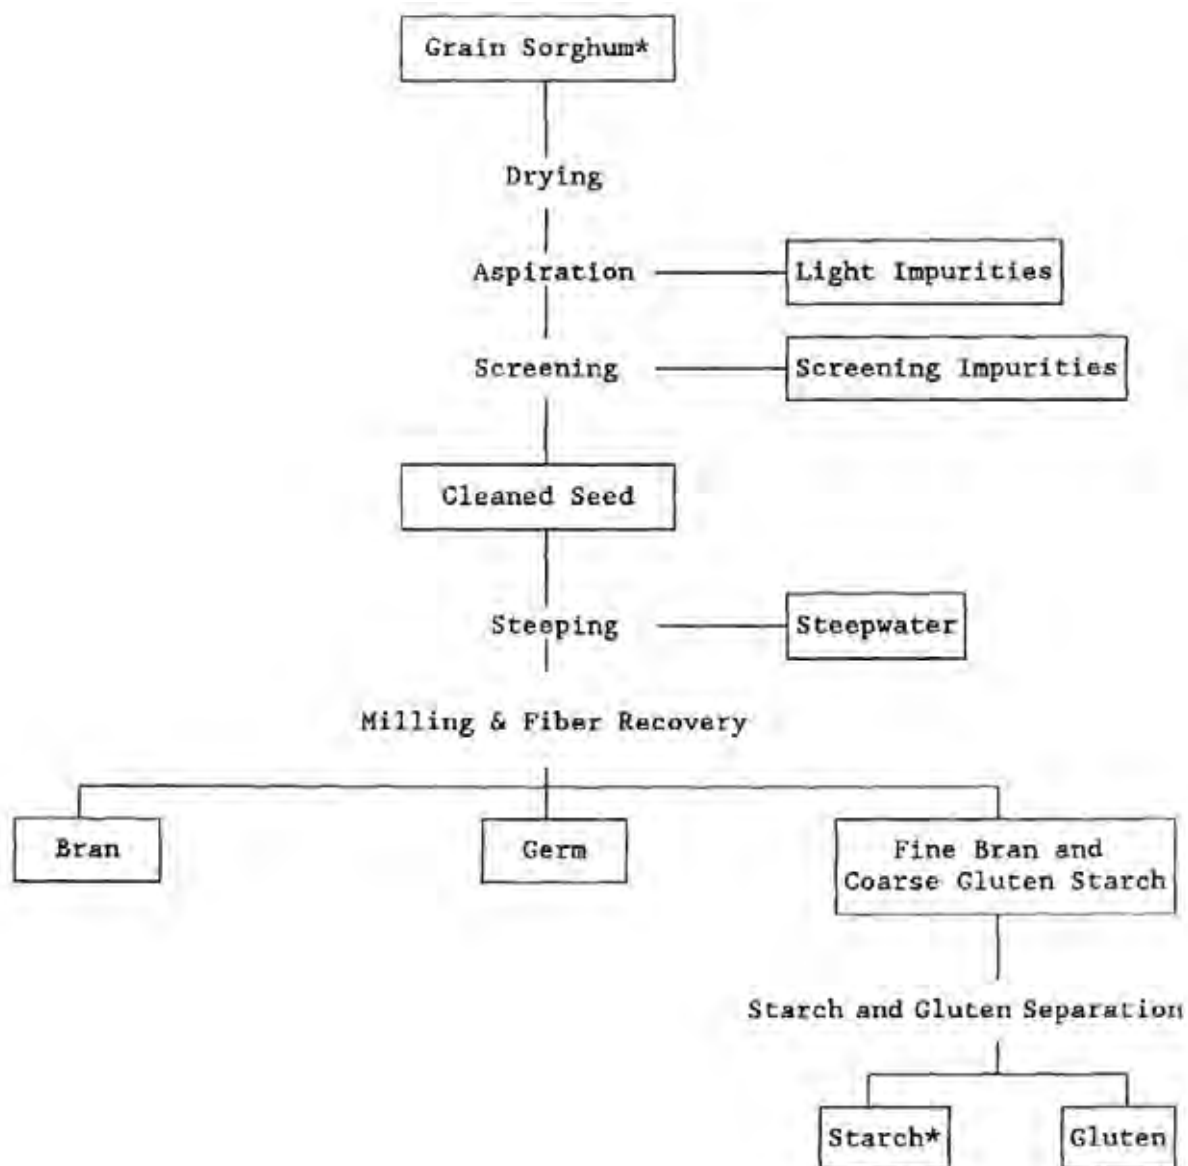 Grain Sorghum*
Drying
Aspiration
Light Impurities
Screening
Screening Impurities
Cleaned Seed
Steeping
Steepwater
Milling & Fiber Recovery
Bran
Germ
Fine Bran and
Coarse Gluten Starch
Starch and Gluten Separation
Starch*
Gluten